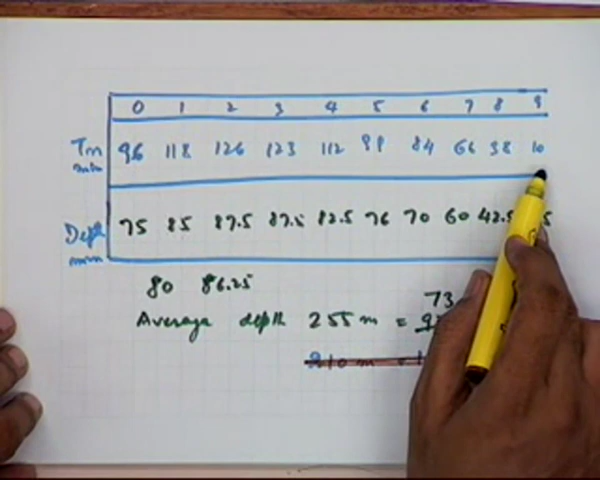 0 1 2 3 4 5 6 7 8 9
Tm min 96 118 126 123 112 98 84 66 38 10
Depth mm 75 85 87.5 87.5 82.5 76 70 60 42.5
80 86.25
Average depth 255 m = 73
210 m =